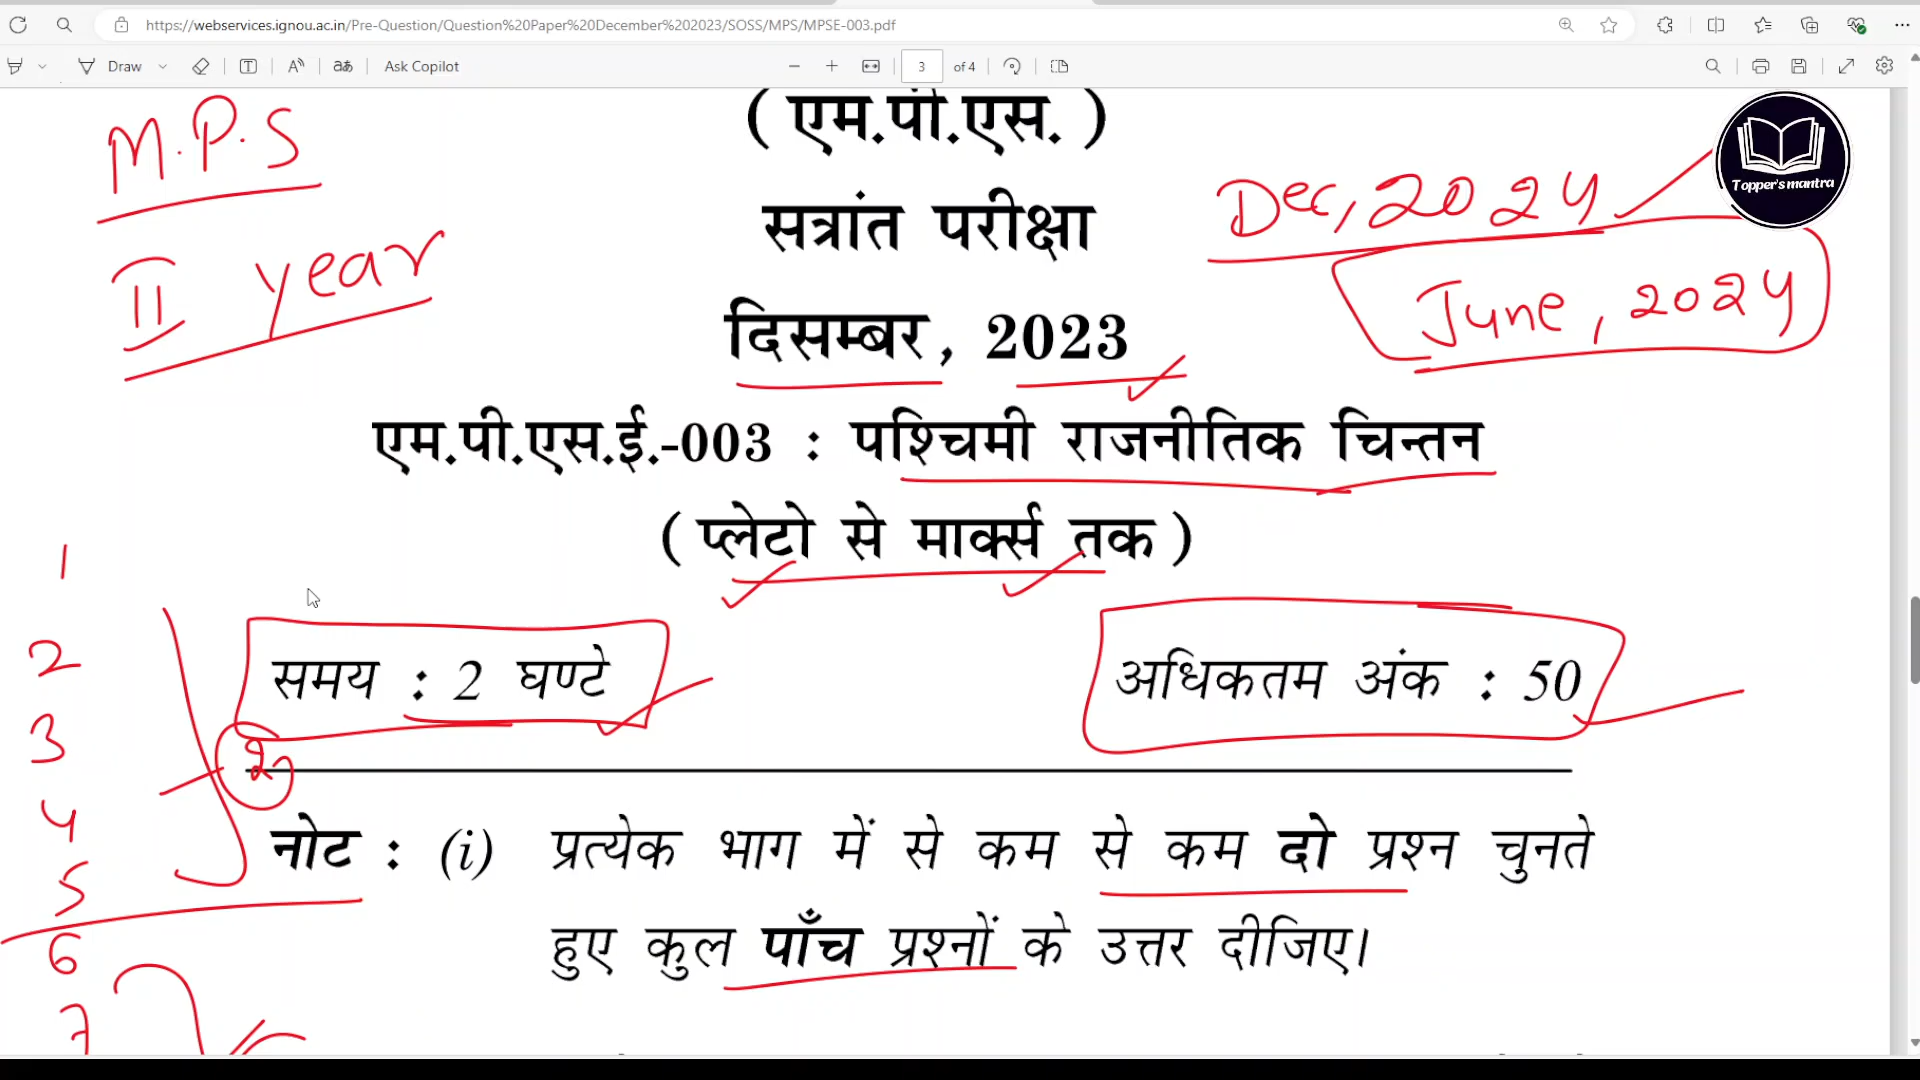 https://webservices.ignou.ac.in/Pre-Question/Question%20Paper%20December%202023/SOSS/MPS/MPSE-003.pdf
Draw
Ask Copilot
3 of 4
M.P.S
II year
( एम.पी.एस. )
सत्रांत परीक्षा
दिसम्बर, 2023
Dec, 2024
June, 2024
Topper's mantra
एम.पी.एस.ई.-003 : पश्चिमी राजनीतिक चिन्तन
( प्लेटो से मार्क्स तक )
समय : 2 घण्टे
अधिकतम अंक : 50
1
2
3
4
5
6
7
2
नोट : (i) प्रत्येक भाग में से कम से कम दो प्रश्न चुनते
हुए कुल पाँच प्रश्नों के उत्तर दीजिए।